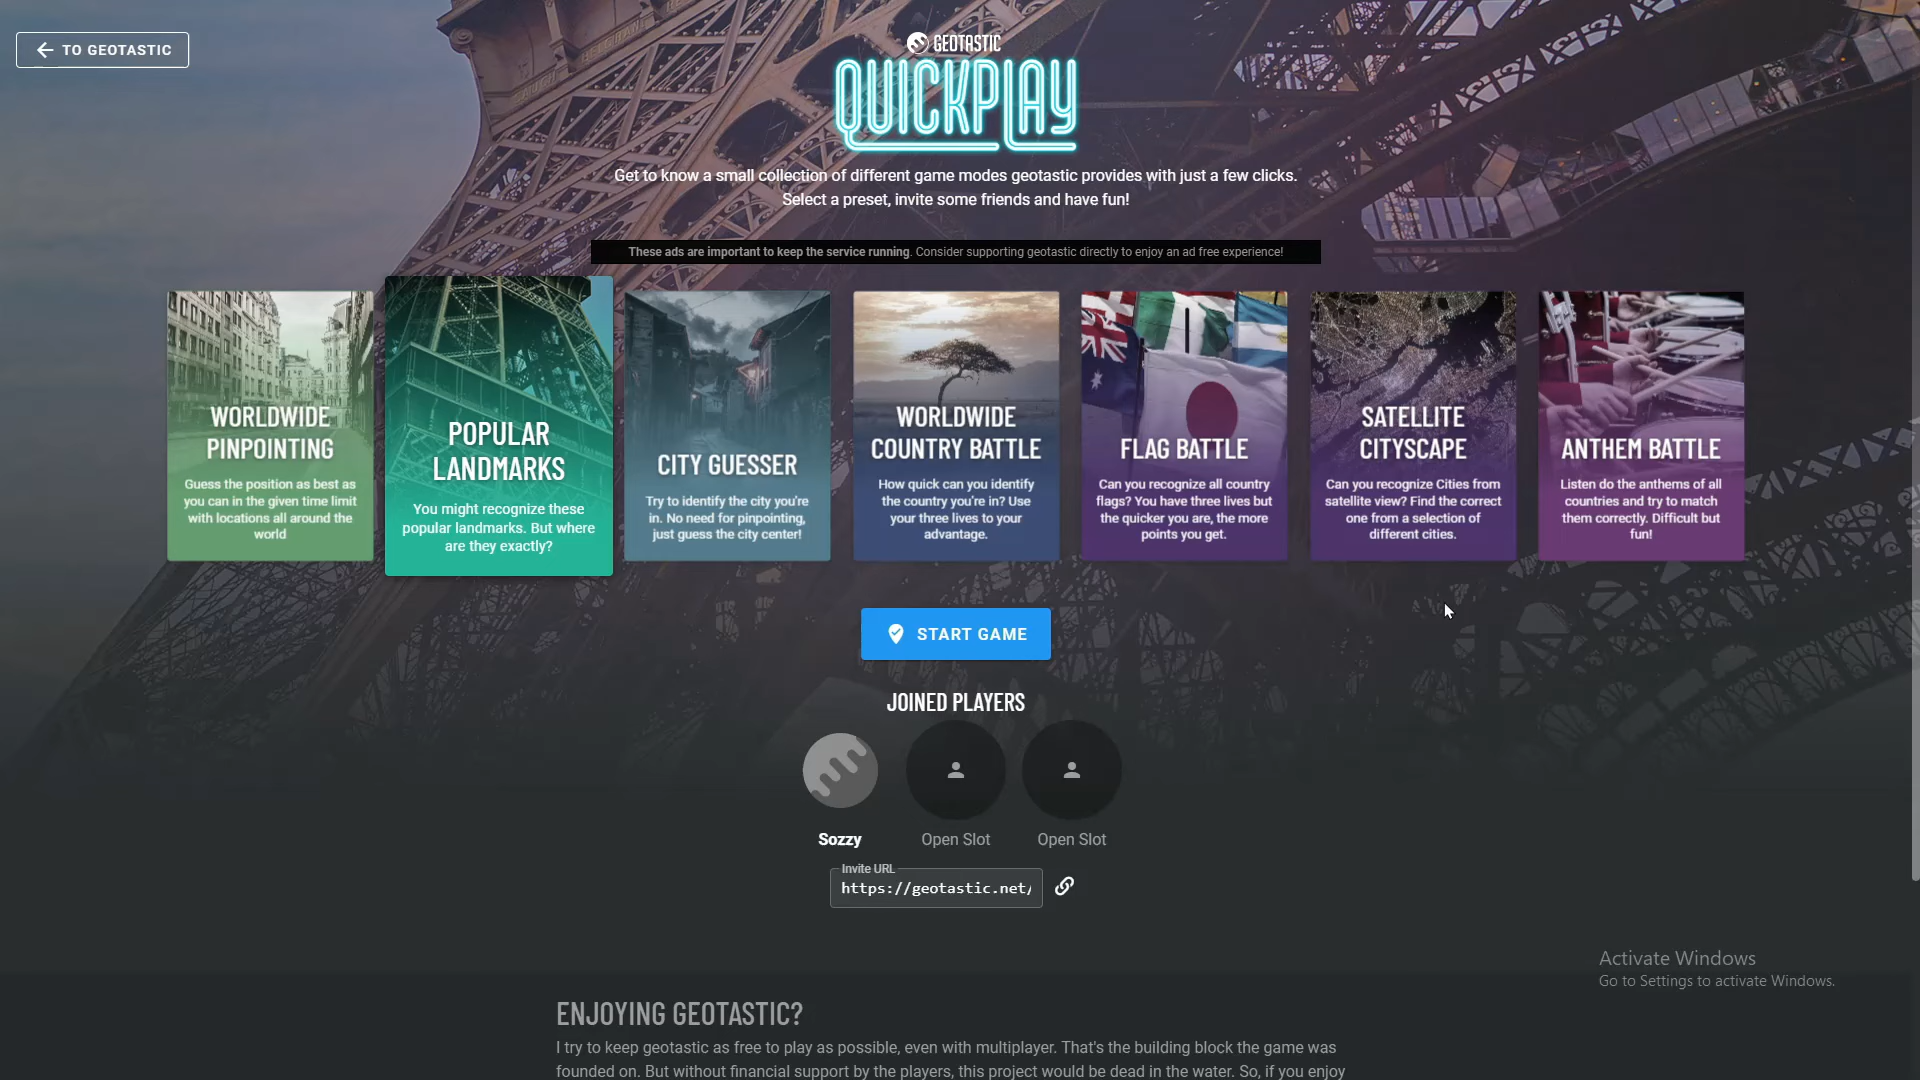 TO GEOTASTIC
GEOTASTIC
QUICKPLAY
Get to know a small collection of different game modes geotastic provides with just a few clicks.
Select a preset, invite some friends and have fun!
These ads are important to keep the service running. Consider supporting geotastic directly to enjoy an ad free experience!
WORLDWIDE
PINPOINTING
Guess the position as best as
you can in the given time limit
with locations all around the
world
POPULAR
LANDMARKS
You might recognize these
popular landmarks. But where
are they exactly?
CITY GUESSER
Try to identify the city you're
in. No need for pinpointing,
just guess the city center!
WORLDWIDE
COUNTRY BATTLE
How quick can you identify
the country you're in? Use
your three lives to your
advantage.
FLAG BATTLE
Can you recognize all country
flags? You have three lives but
the quicker you are, the more
points you get.
SATELLITE
CITYSCAPE
Can you recognize Cities from
satellite view? Find the correct
one from a selection of
different cities.
ANTHEM BATTLE
Listen do the anthems of all
countries and try to match
them correctly. Difficult but
fun!
START GAME
JOINED PLAYERS
Sozzy
Open Slot
Open Slot
Invite URL
https://geotastic.net/
Activate Windows
Go to Settings to activate Windows.
ENJOYING GEOTASTIC?
I try to keep geotastic as free to play as possible, even with multiplayer. That's the building block the game was
founded on. But without financial support by the players, this project would be dead in the water. So, if you enjoy